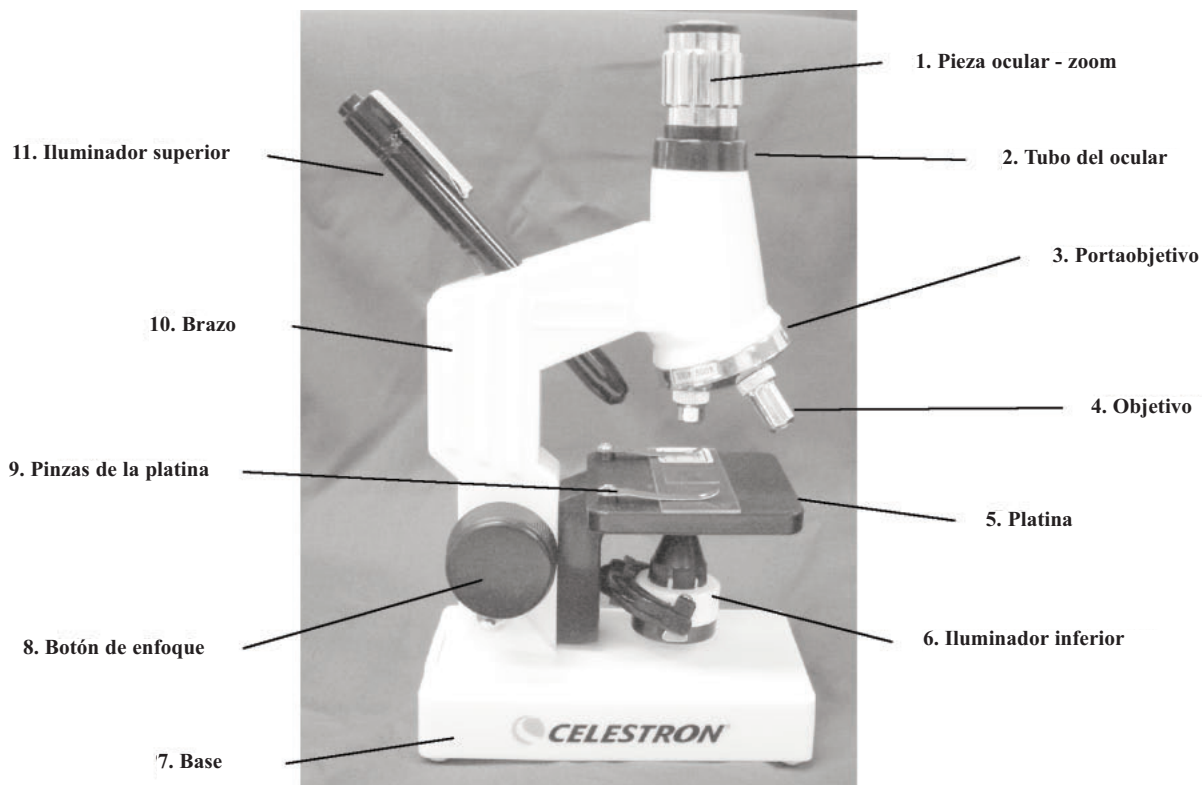 1. Pieza ocular - zoom
2. Tubo del ocular
3. Portaobjetivo
4. Objetivo
5. Platina
6. Iluminador inferior
7. Base
8. Botón de enfoque
9. Pinzas de la platina
10. Brazo
11. Iluminador superior
CELESTRON